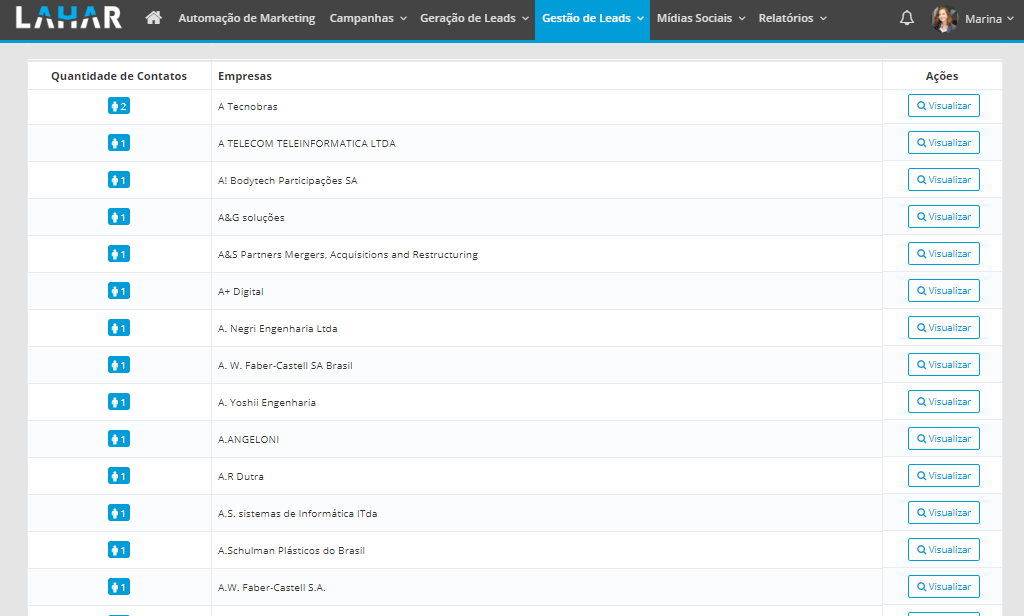 LAHAR Automação de Marketing Campanhas Geração de Leads Gestão de Leads Mídias Sociais Relatórios Marina
Quantidade de Contatos Empresas Ações
2 A Tecnobras Visualizar
1 A TELECOM TELEINFORMATICA LTDA Visualizar
1 A! Bodytech Participações SA Visualizar
1 A&G soluções Visualizar
1 A&S Partners Mergers, Acquisitions and Restructuring Visualizar
1 A+ Digital Visualizar
1 A. Negri Engenharia Ltda Visualizar
1 A. W. Faber-Castell SA Brasil Visualizar
1 A. Yoshii Engenharia Visualizar
1 A.ANGELONI Visualizar
1 A.R Dutra Visualizar
1 A.S. sistemas de Informática lTda Visualizar
1 A.Schulman Plásticos do Brasil Visualizar
1 A.W. Faber-Castell S.A. Visualizar